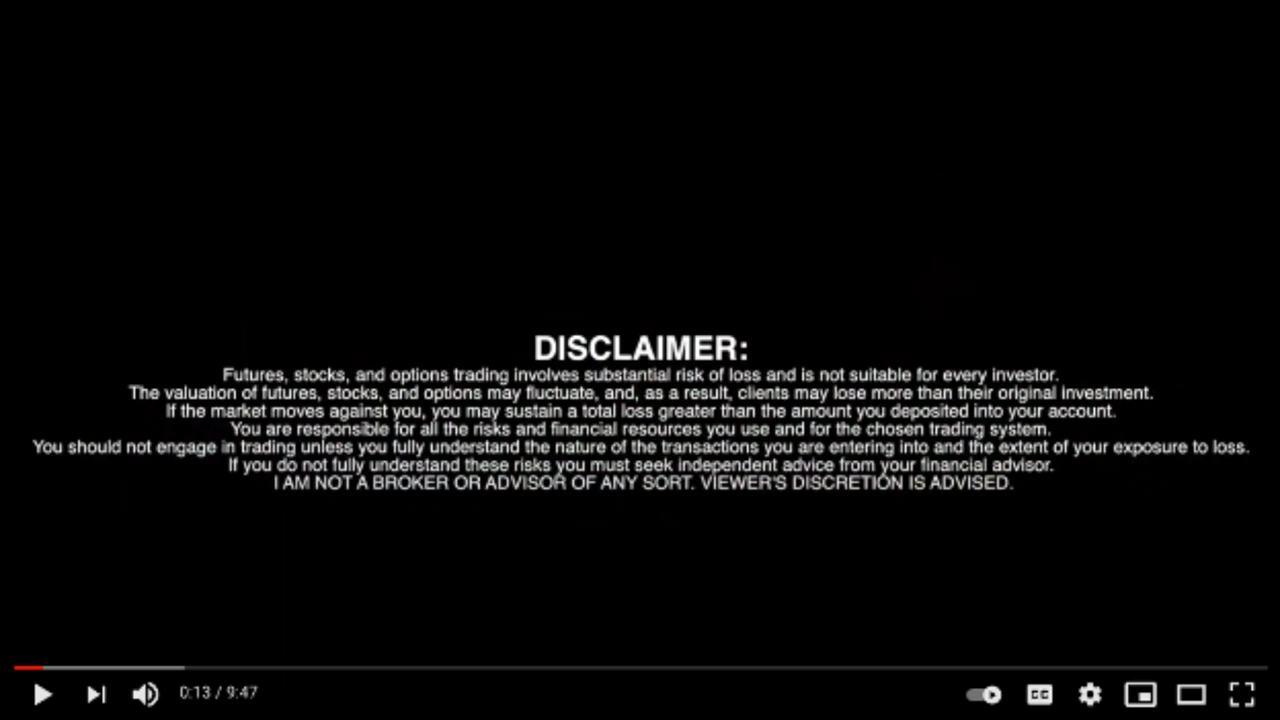 DISCLAIMER:
Futures, stocks, and options trading involves substantial risk of loss and is not suitable for every investor.
The valuation of futures, stocks, and options may fluctuate, and, as a result, clients may lose more than their original investment.
If the market moves against you, you may sustain a total loss greater than the amount you deposited into your account.
You are responsible for all the risks and financial resources you use and for the chosen trading system.
You should not engage in trading unless you fully understand the nature of the transactions you are entering into and the extent of your exposure to loss.
If you do not fully understand these risks you must seek independent advice from your financial advisor.
I AM NOT A BROKER OR ADVISOR OF ANY SORT. VIEWER'S DISCRETION IS ADVISED.
0:13 / 9:47
CC